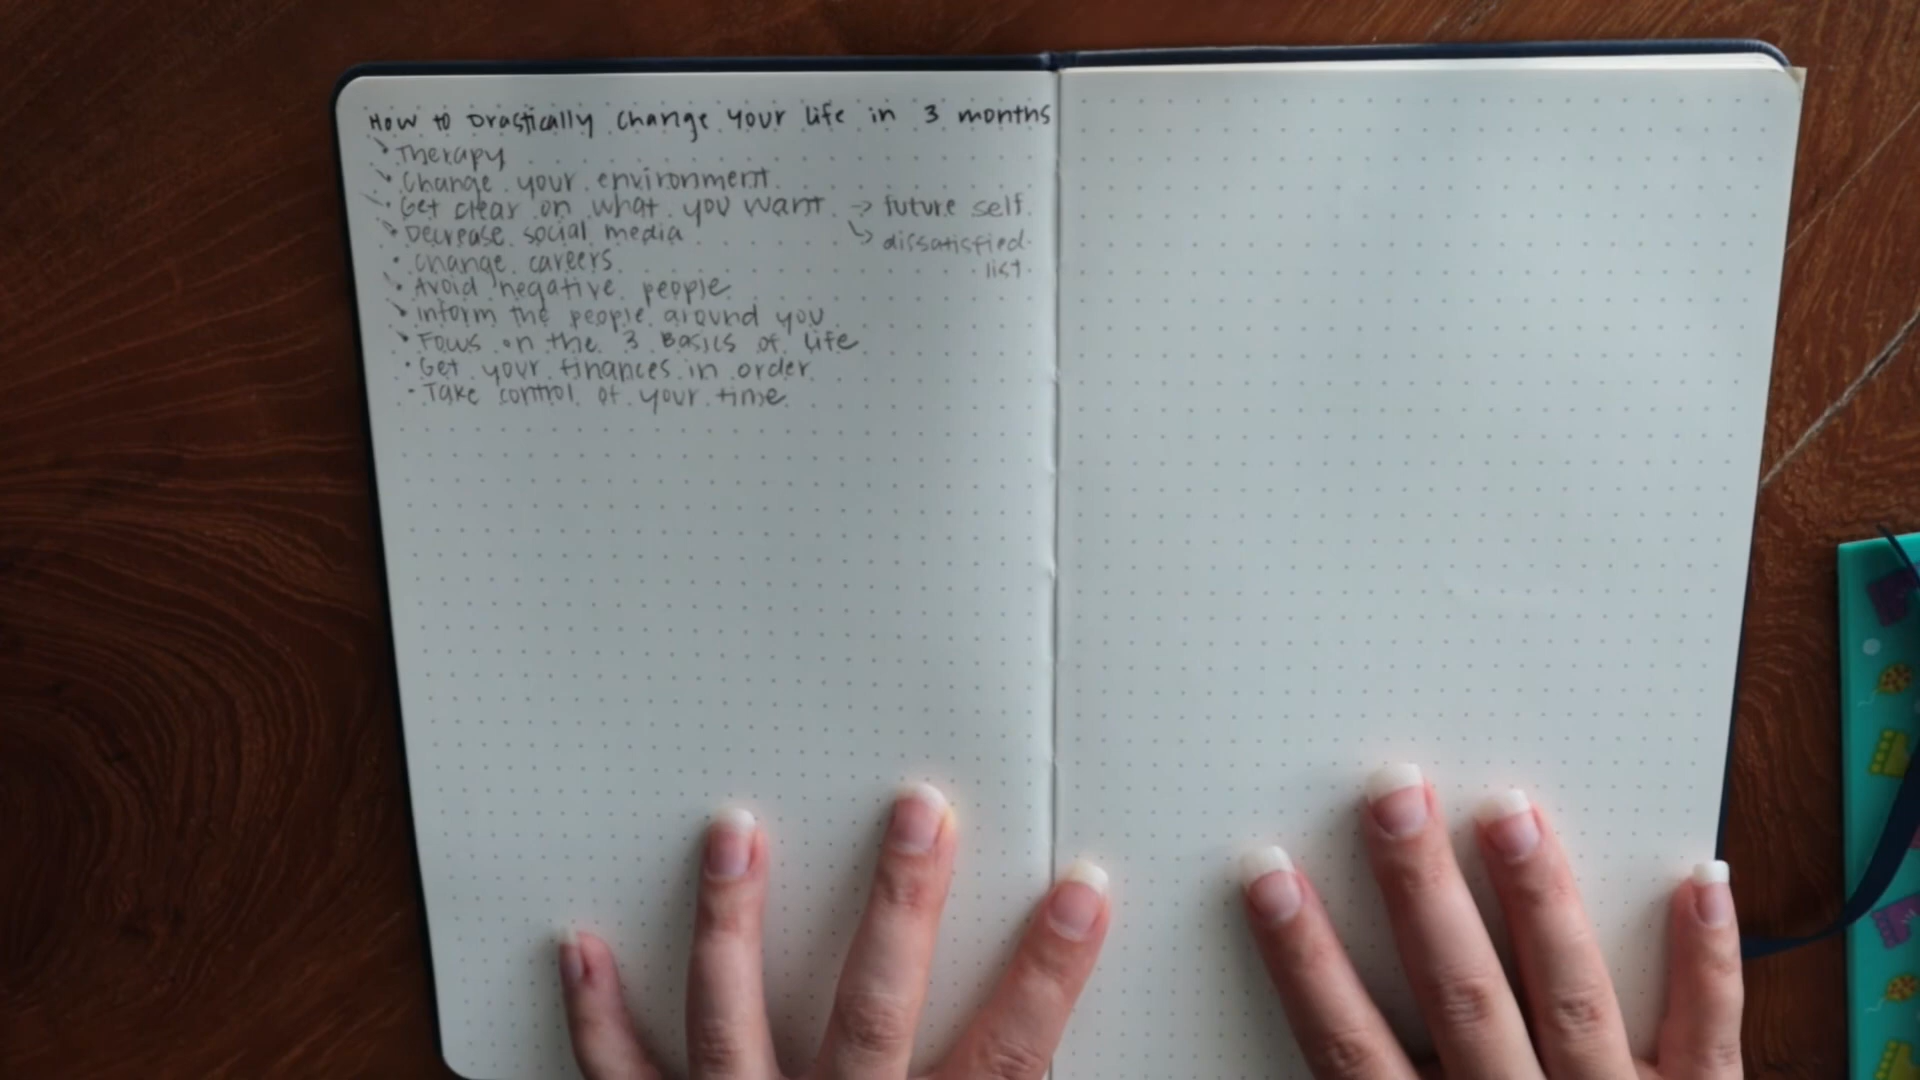 How to Drastically Change Your Life in 3 months
• Therapy
• Change your environment
• Get clear on what you want → future self
↳ dissatisfied list
• Decrease social media
• Change careers
• Avoid negative people
• Inform the people around you
• Focus on the 3 Basics of Life
• Get your finances in order
• Take control of your time